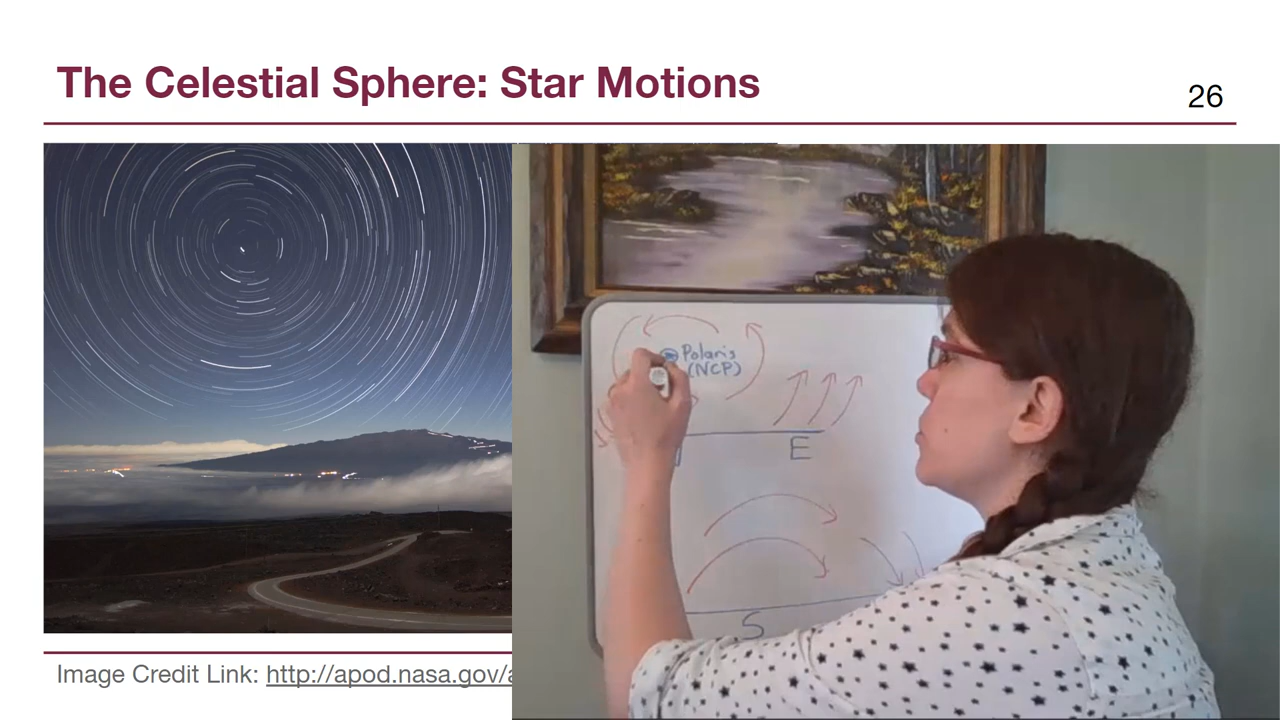 The Celestial Sphere: Star Motions
26
Polaris
(NCP)
E
S
Image Credit Link: http://apod.nasa.gov/a